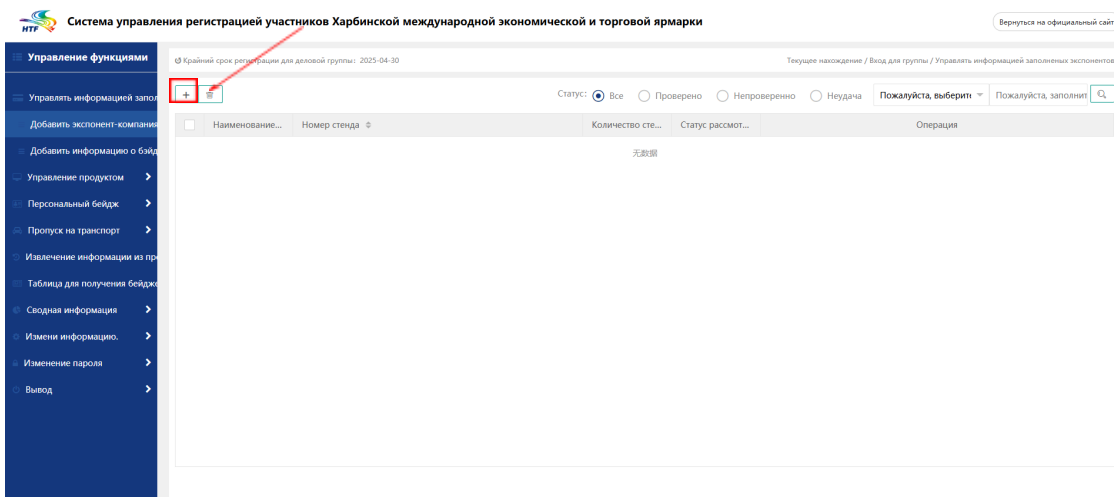 HTF
Система управления регистрацией участников Харбинской международной экономической и торговой ярмарки
Вернуться на официальный сайт
Управление функциями
Крайний срок регистрации для деловой группы: 2025-04-30
Текущее нахождение / Вход для группы / Управлять информацией заполненых экспонентов
Управлять информацией запол
+
Статус:
Все
Проверено
Непроверенно
Неудача
Пожалуйста, выберите
Пожалуйста, заполнит
Добавить экспонент-компания
Наименование...
Номер стенда
Количество сте...
Статус рассмот...
Операция
Добавить информацию о бэйд
无数据
Управление продуктом
Персональный бейдж
Пропуск на транспорт
Извлечение информации из пре
Таблица для получения бейдже
Сводная информация
Измени информацию.
Изменение пароля
Вывод